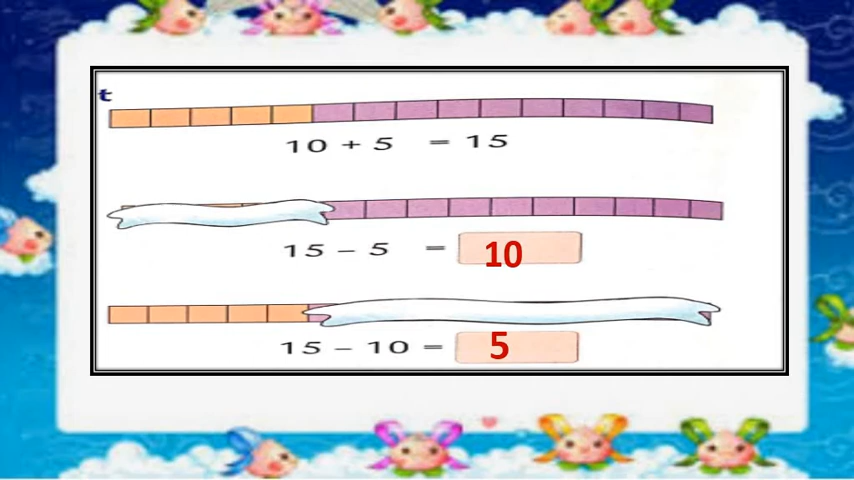 t
10 + 5 = 15
15 – 5 = 10
15 – 10 = 5